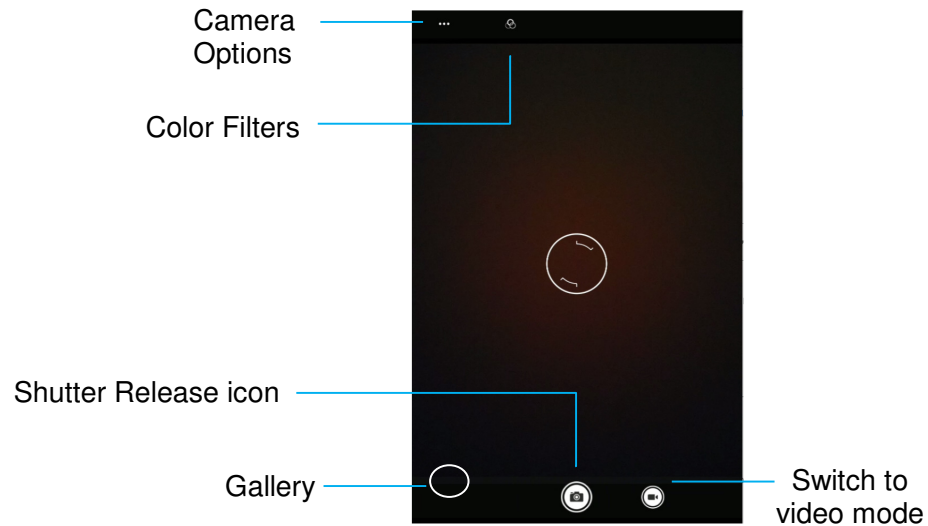 Camera
Options
Color Filters
Shutter Release icon
Gallery
Switch to
video mode